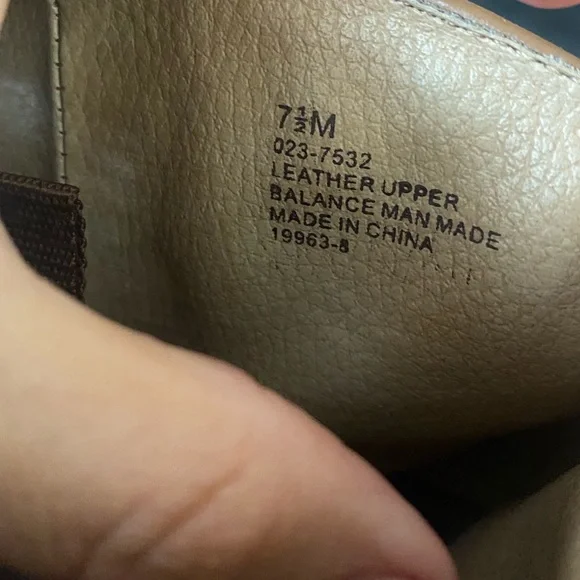 7½M
023-7532
LEATHER UPPER
BALANCE MAN MADE
MADE IN CHINA
19963-8